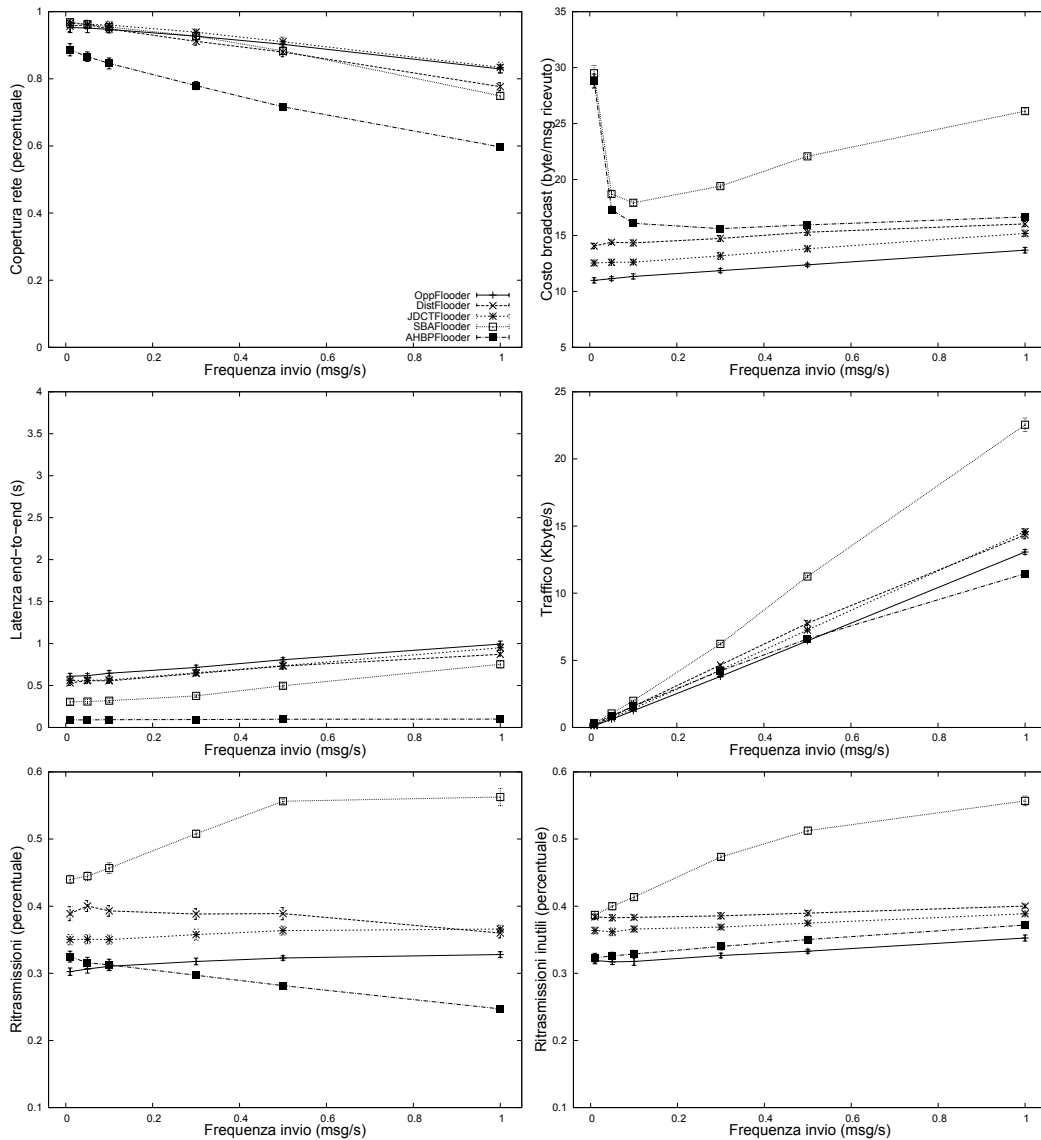 1
0.8
0.6
0.4
0.2
0
Copertura rete (percentuale)
OppFlooder
DistFlooder
JDCTFlooder
SBAFlooder
AHBPFlooder
0 0.2 0.4 0.6 0.8 1
Frequenza invio (msg/s)
35
30
25
20
15
10
5
Costo broadcast (byte/msg ricevuto)
0 0.2 0.4 0.6 0.8 1
Frequenza invio (msg/s)
4
3.5
3
2.5
2
1.5
1
0.5
0
Latenza end−to−end (s)
0 0.2 0.4 0.6 0.8 1
Frequenza invio (msg/s)
25
20
15
10
5
0
Traffico (Kbyte/s)
0 0.2 0.4 0.6 0.8 1
Frequenza invio (msg/s)
0.6
0.5
0.4
0.3
0.2
0.1
Ritrasmissioni (percentuale)
0 0.2 0.4 0.6 0.8 1
Frequenza invio (msg/s)
0.6
0.5
0.4
0.3
0.2
0.1
Ritrasmissioni inutili (percentuale)
0 0.2 0.4 0.6 0.8 1
Frequenza invio (msg/s)